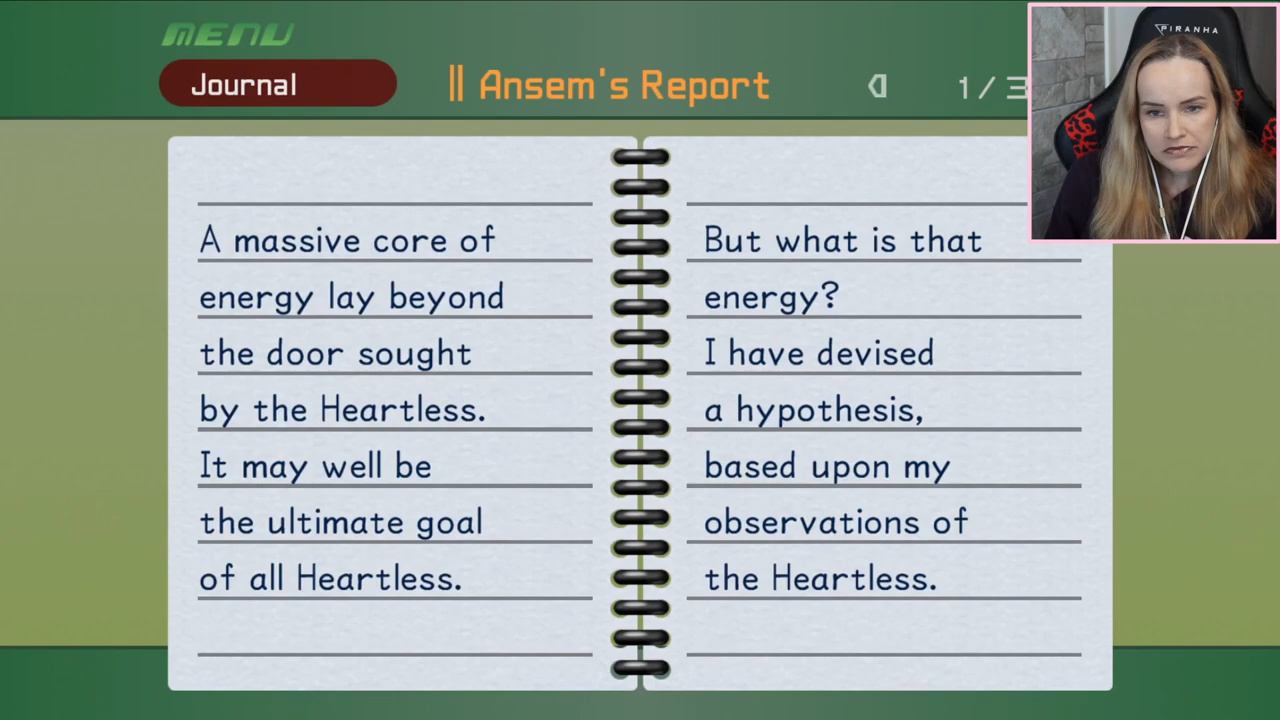 MENU
Journal
Ansem's Report
1/3
PIRANHA
A massive core of
energy lay beyond
the door sought
by the Heartless.
It may well be
the ultimate goal
of all Heartless.
But what is that
energy?
I have devised
a hypothesis,
based upon my
observations of
the Heartless.